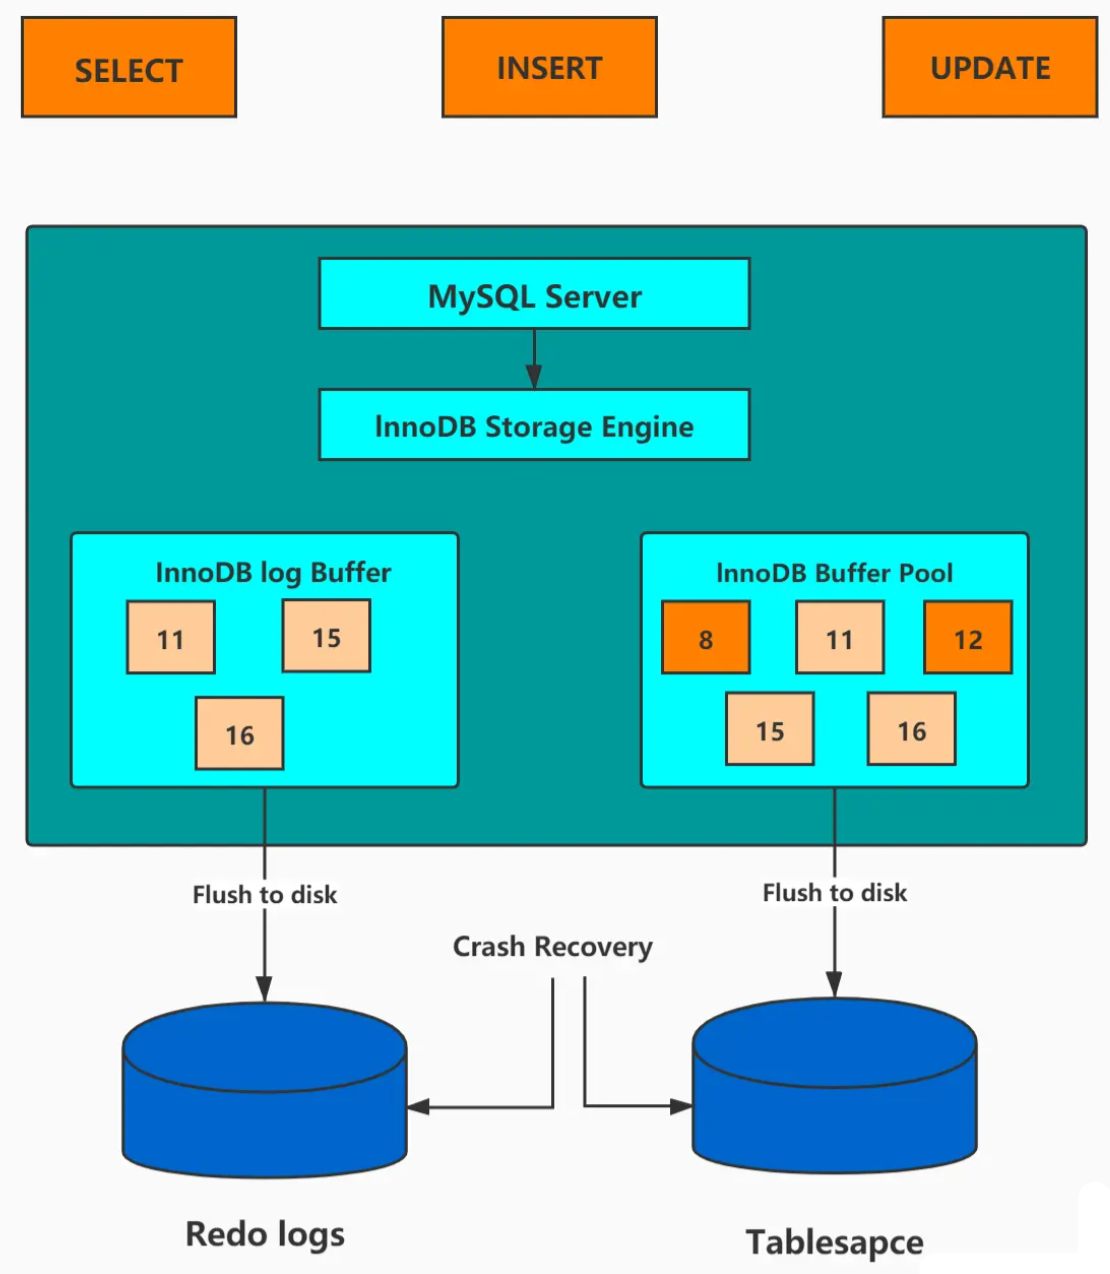 SELECT
INSERT
UPDATE
MySQL Server
InnoDB Storage Engine
InnoDB log Buffer
InnoDB Buffer Pool
11
15
16
8
11
12
15
16
Flush to disk
Flush to disk
Crash Recovery
Redo logs
Tablesapce